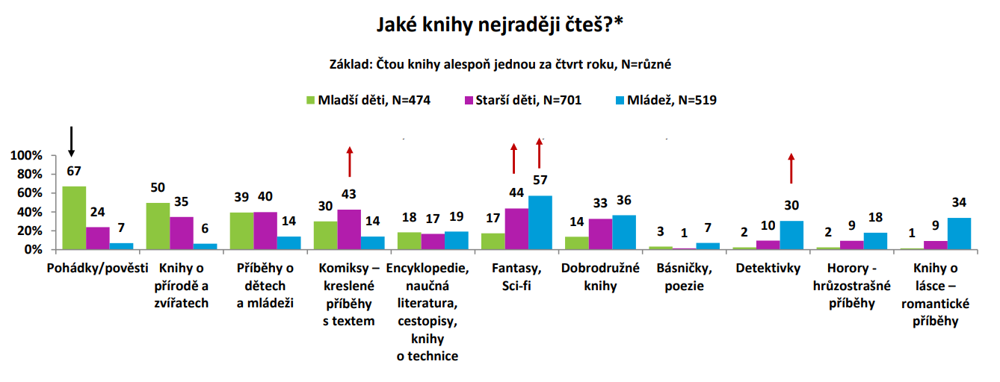 Jaké knihy nejraději čteš?*
Základ: Čtou knihy alespoň jednou za čtvrt roku, N=různé
Mladší děti, N=474 Starší děti, N=701 Mládež, N=519
100%
80%
60%
40%
20%
0%
67 24 7
50 35 6
39 40 14
30 43 14
18 17 19
17 44 57
14 33 36
3 1 7
2 10 30
2 9 18
1 9 34
Pohádky/pověsti
Knihy o
přírodě a
zvířatech
Příběhy o
dětech
a mládeži
Komiksy –
kreslené
příběhy
s textem
Encyklopedie,
naučná
literatura,
cestopisy,
knihy
o technice
Fantasy,
Sci-fi
Dobrodružné
knihy
Básničky,
poezie
Detektivky
Horory -
hrůzostrašné
příběhy
Knihy o
lásce –
romantické
příběhy